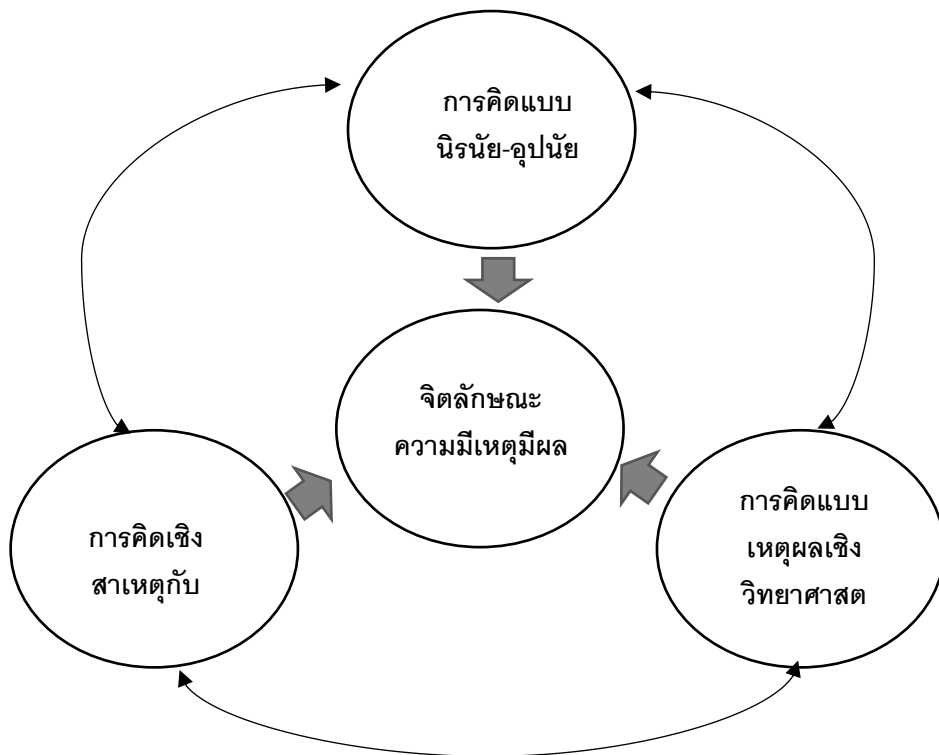 การคิดแบบ
นิรนัย-อุปนัย
จิตลักษณะ
ความมีเหตุมีผล
การคิดเชิง
สาเหตุกับ
การคิดแบบ
เหตุผลเชิง
วิทยาศาสต